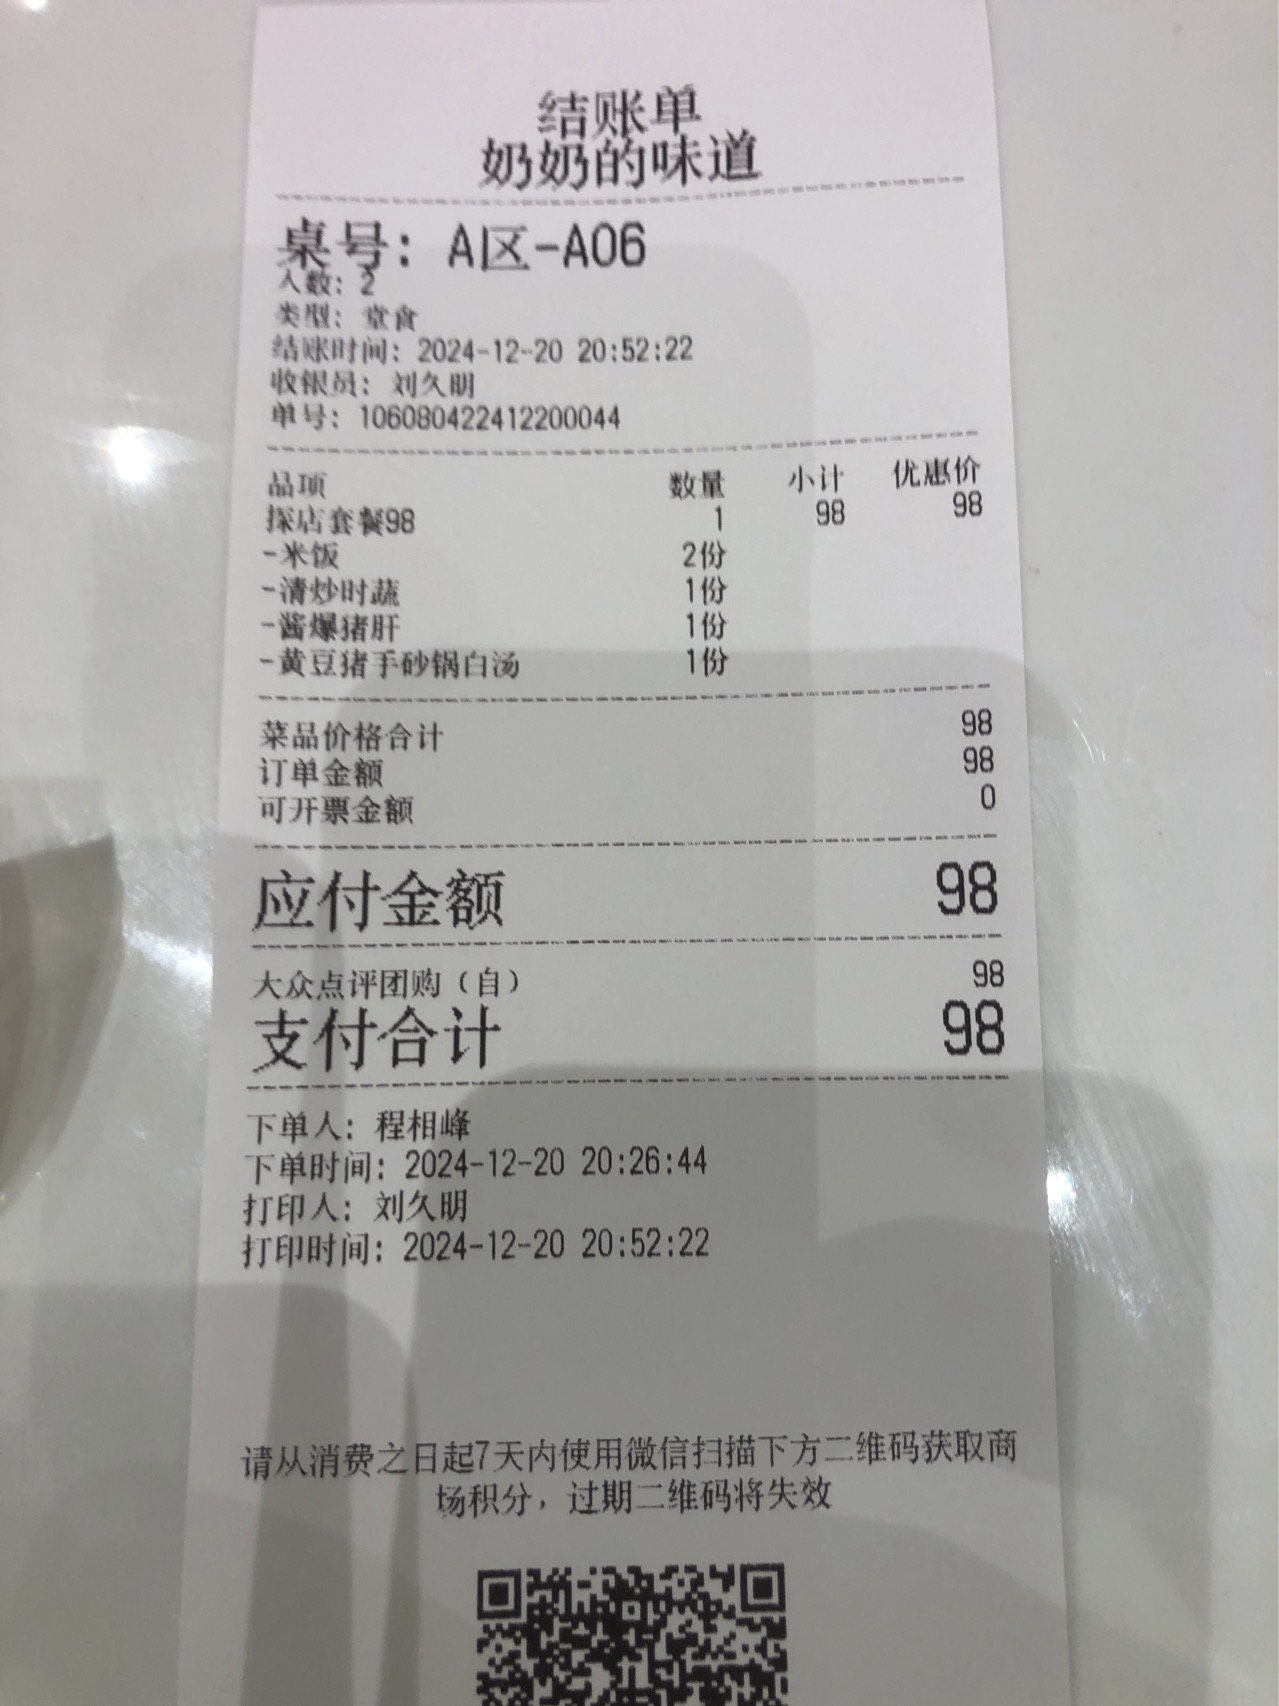 结账单
奶奶的味道
桌号：A区-A06
人数：2
类型：堂食
结账时间：2024-12-20 20:52:22
收银员：刘久明
单号：106080422412200044
品项 数量 小计 优惠价
探店套餐98 1 98 98
-米饭 2份
-清炒时蔬 1份
-酱爆猪肝 1份
-黄豆猪手砂锅白汤 1份
菜品价格合计 98
订单金额 98
可开票金额 0
应付金额 98
大众点评团购（自） 98
支付合计 98
下单人：程相峰
下单时间：2024-12-20 20:26:44
打印人：刘久明
打印时间：2024-12-20 20:52:22
请从消费之日起7天内使用微信扫描下方二维码获取商
场积分，过期二维码将失效